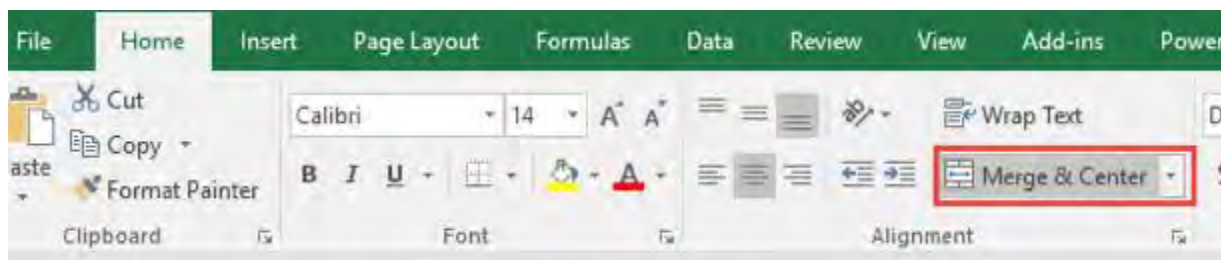 File Home Insert Page Layout Formulas Data Review View Add-ins Power
Cut Calibri 14 A A Wrap Text D
Copy
aste B I U A Merge & Center
Format Painter
Clipboard Font Alignment